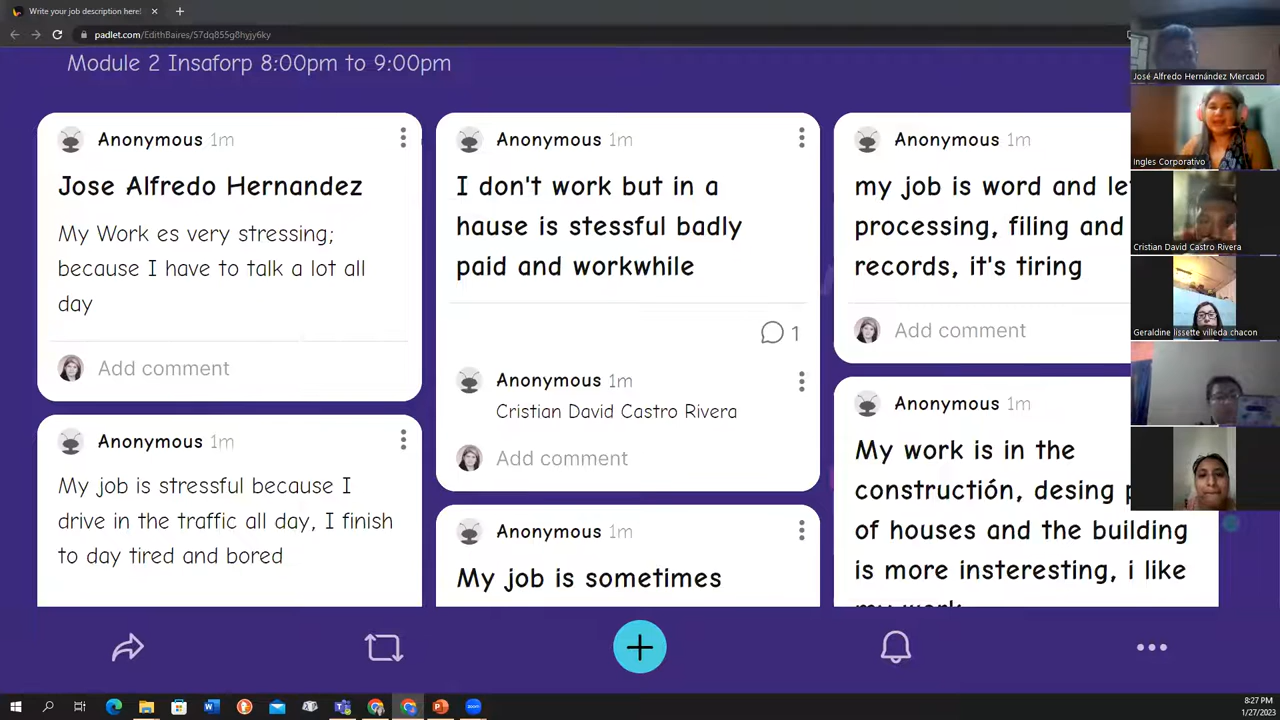 Write your job description here!
padlet.com/EdithBaires/57dq855g8hyjy6ky
Module 2 Insaforp 8:00pm to 9:00pm
Anonymous 1m
Jose Alfredo Hernandez
My Work es very stressing;
because I have to talk a lot all
day
Add comment
Anonymous 1m
My job is stressful because I
drive in the traffic all day, I finish
to day tired and bored
Anonymous 1m
I don't work but in a
hause is stessful badly
paid and workwhile
1
Anonymous 1m
Cristian David Castro Rivera
Add comment
Anonymous 1m
My job is sometimes
Anonymous 1m
my job is word and
processing, filing and
records, it's tiring
Add comment
Anonymous 1m
My work is in the
constructión, desing
of houses and the building
is more insteresting, i like
my work
José Alfredo Hernández Mercado
Ingles Corporativo
Cristian David Castro Rivera
Geraldine lissette villeda chacon
8:27 PM
1/27/2023